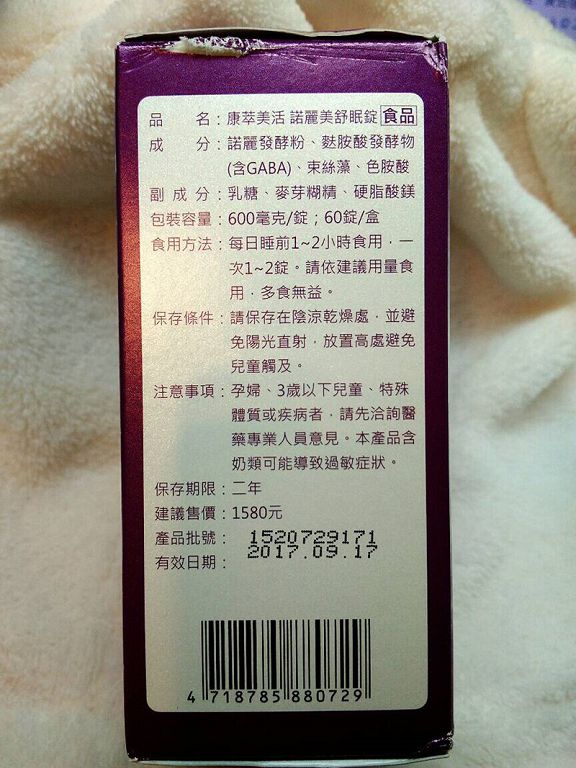 品名：康萃美活 諾麗美舒眠錠 食品
成分：諾麗發酵粉、麩胺酸發酵物
(含GABA)、束絲藻、色胺酸
副成分：乳糖、麥芽糊精、硬脂酸鎂
包裝容量：600毫克/錠；60錠/盒
食用方法：每日睡前1~2小時食用，一
次1~2錠。請依建議用量食
用，多食無益。
保存條件：請保存在陰涼乾燥處，並避
免陽光直射，放置高處避免
兒童觸及。
注意事項：孕婦、3歲以下兒童、特殊
體質或疾病者，請先洽詢醫
藥專業人員意見。本產品含
奶類可能導致過敏症狀。
保存期限：二年
建議售價：1580元
產品批號：1520729171
有效日期：2017.09.17
4 718785 880729